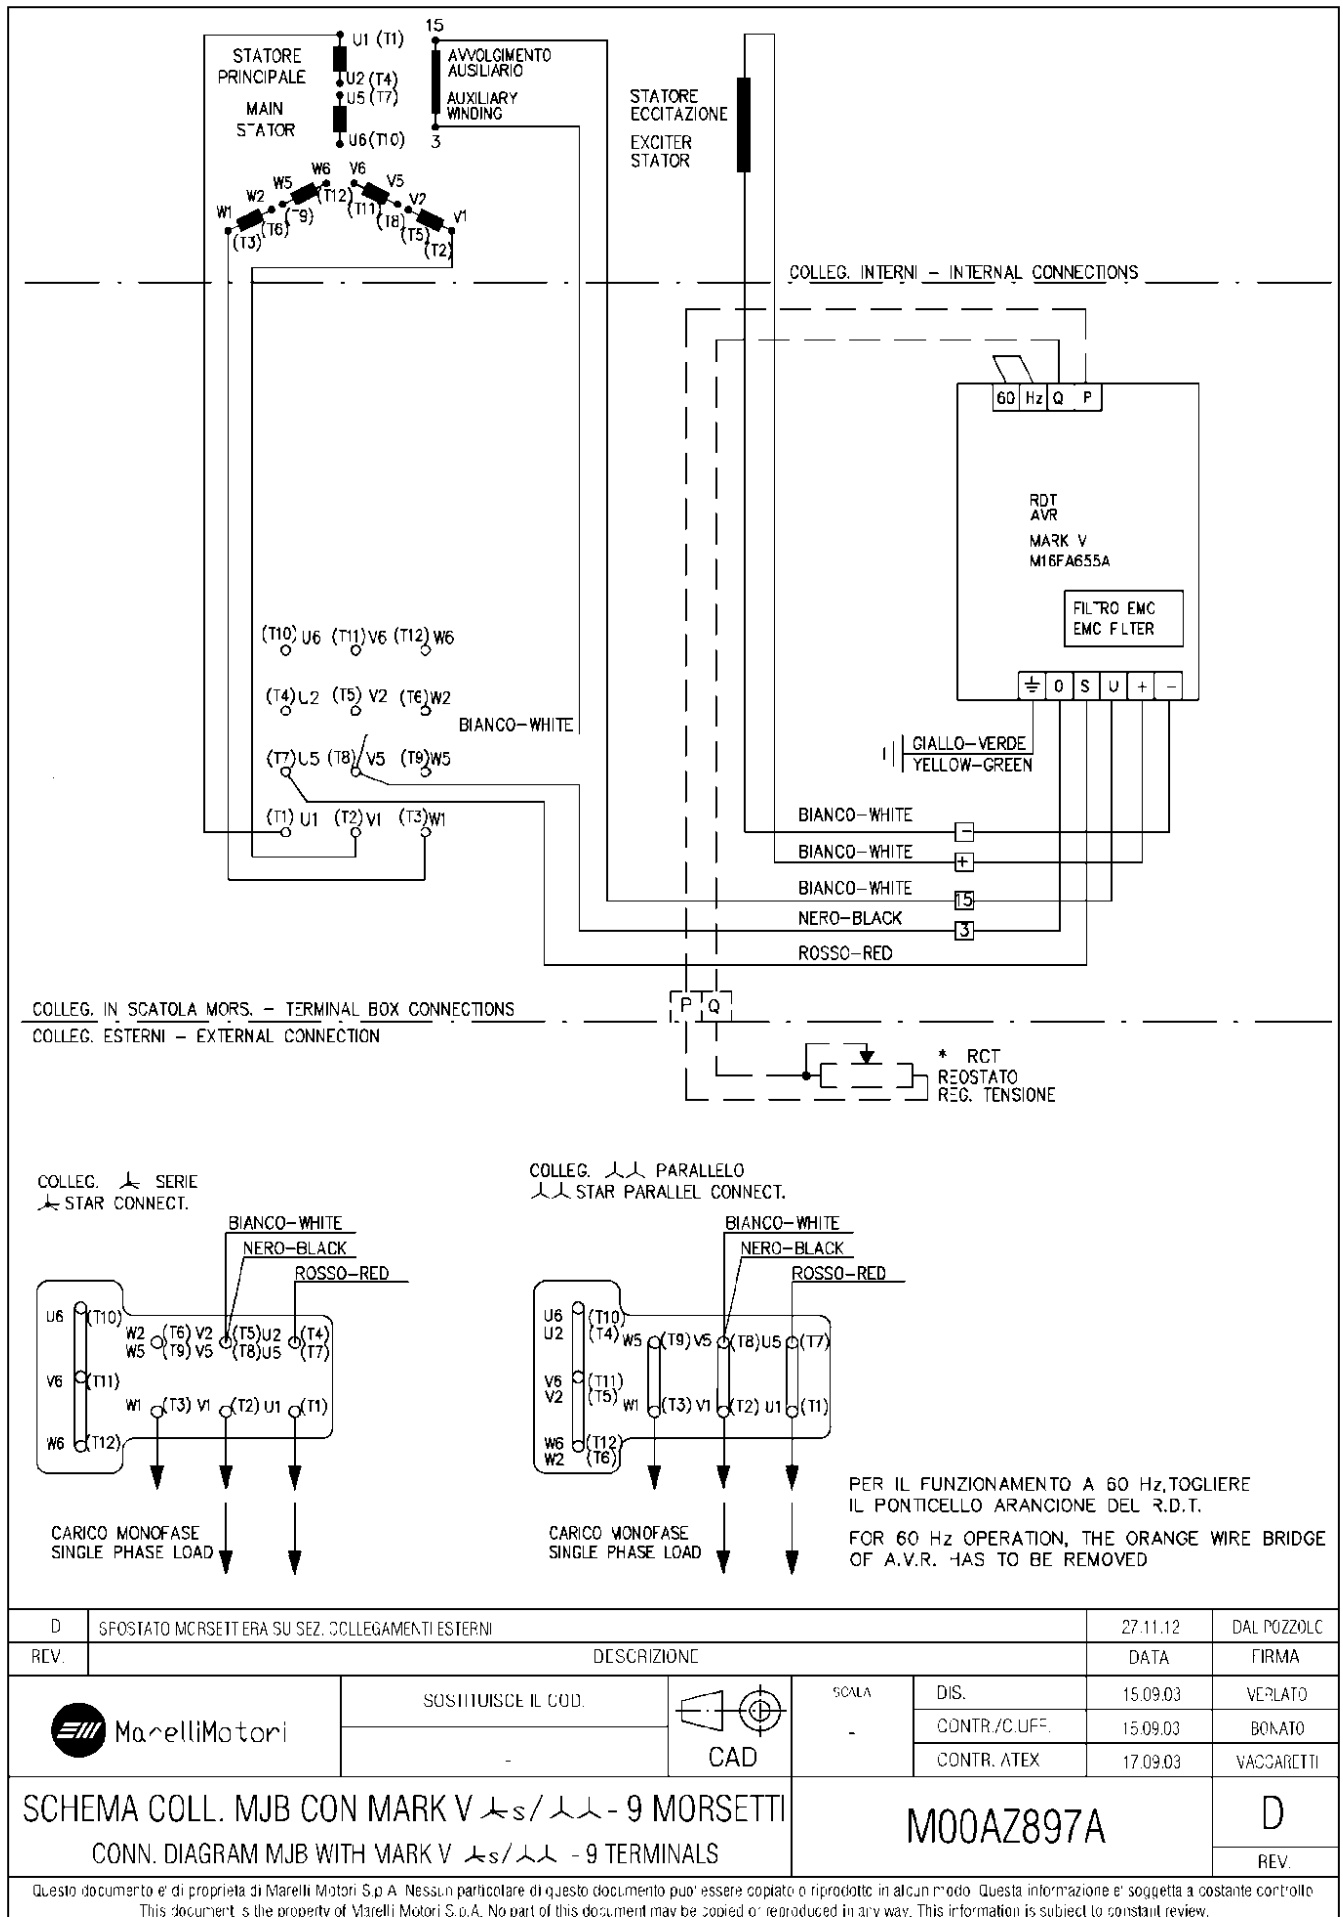 15
U1 (T1)
STATORE
PRINCIPALE
MAIN
STATOR
U2 (T4)
U5 (T7)
U6 (T10)
AVVOLGIMENTO
AUSILIARIO
AUXILIARY
WINDING
3
STATORE
ECCITAZIONE
EXCITER
STATOR
W6 V6
W5 V5
W2 V2
W1 V1
(T12) (T11)
(T9) (T8)
(T6) (T5)
(T3) (T2)
COLLEG. INTERNI - INTERNAL CONNECTIONS
60 Hz Q P
RDT
AVR
MARK V
M16FA655A
FILTRO EMC
EMC FILTER
0 S U + -
(T10) U6 (T11) V6 (T12) W6
(T4) U2 (T5) V2 (T6) W2
BIANCO-WHITE
(T7) U5 (T8) V5 (T9) W5
(T1) U1 (T2) V1 (T3) W1
GIALLO-VERDE
YELLOW-GREEN
BIANCO-WHITE -
BIANCO-WHITE +
BIANCO-WHITE 15
NERO-BLACK 3
ROSSO-RED
P Q
COLLEG. IN SCATOLA MORS. - TERMINAL BOX CONNECTIONS
COLLEG. ESTERNI - EXTERNAL CONNECTION
* RCT
REOSTATO
REG. TENSIONE
COLLEG. SERIE
STAR CONNECT.
BIANCO-WHITE
NERO-BLACK
ROSSO-RED
U6 (T10)
W2 (T6) V2 (T5) U2 (T4)
W5 (T9) V5 (T8) U5 (T7)
V6 (T11)
W1 (T3) V1 (T2) U1 (T1)
W6 (T12)
CARICO MONOFASE
SINGLE PHASE LOAD
COLLEG. PARALLELO
STAR PARALLEL CONNECT.
BIANCO-WHITE
NERO-BLACK
ROSSO-RED
U6 (T10)
U2 (T4)
W5 (T9) V5 (T8) U5 (T7)
V6 (T11)
V2 (T5)
W1 (T3) V1 (T2) U1 (T1)
W6 (T12)
W2 (T6)
CARICO MONOFASE
SINGLE PHASE LOAD
PER IL FUNZIONAMENTO A 60 Hz, TOGLIERE
IL PONTICELLO ARANCIONE DEL R.D.T.
FOR 60 Hz OPERATION, THE ORANGE WIRE BRIDGE
OF A.V.R. HAS TO BE REMOVED
D SPOSTATO MORSETTIERA SU SEZ. COLLEGAMENTI ESTERNI 27.11.12 DAL POZZOLO
REV. DESCRIZIONE DATA FIRMA
MarelliMotori
SOSTITUISCE IL COD.
-
CAD
SCALA
-
DIS. 15.09.03 VERLATO
CONTR./C.UFF. 15.09.03 BONATO
CONTR. ATEX 17.09.03 VACCARETTI
SCHEMA COLL. MJB CON MARK V s/ - 9 MORSETTI
CONN. DIAGRAM MJB WITH MARK V s/ - 9 TERMINALS
M00AZ897A
D
REV.
Questo documento e' di proprieta di Marelli Motori S.p.A. Nessun particolare di questo documento puo' essere copiato o riprodotto in alcun modo. Questa informazione e' soggetta a costante controllo
This document is the property of Marelli Motori S.p.A. No part of this document may be copied or reproduced in any way. This information is subject to constant review.